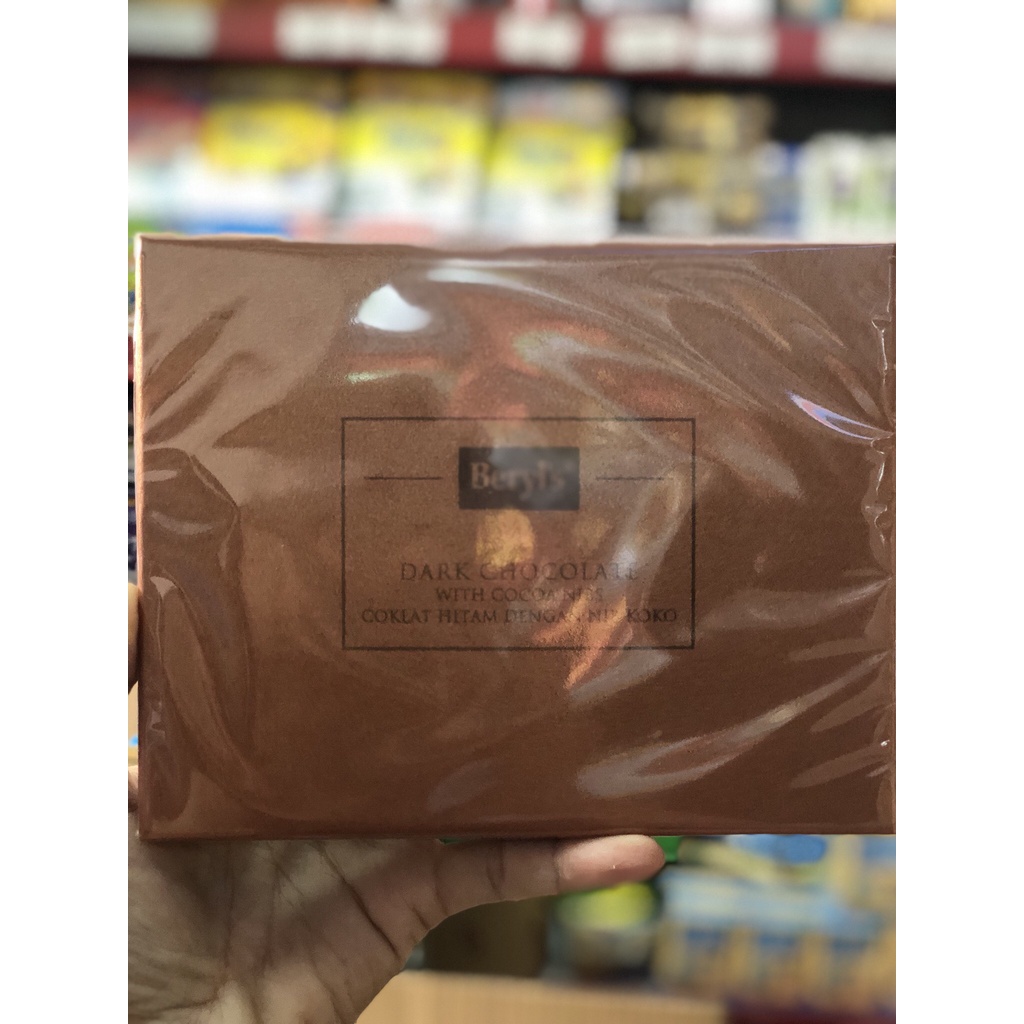 Beryl's
DARK CHOCOLATE
WITH COCOA NIBS
COKLAT HITAM DENGAN NIB KOKO